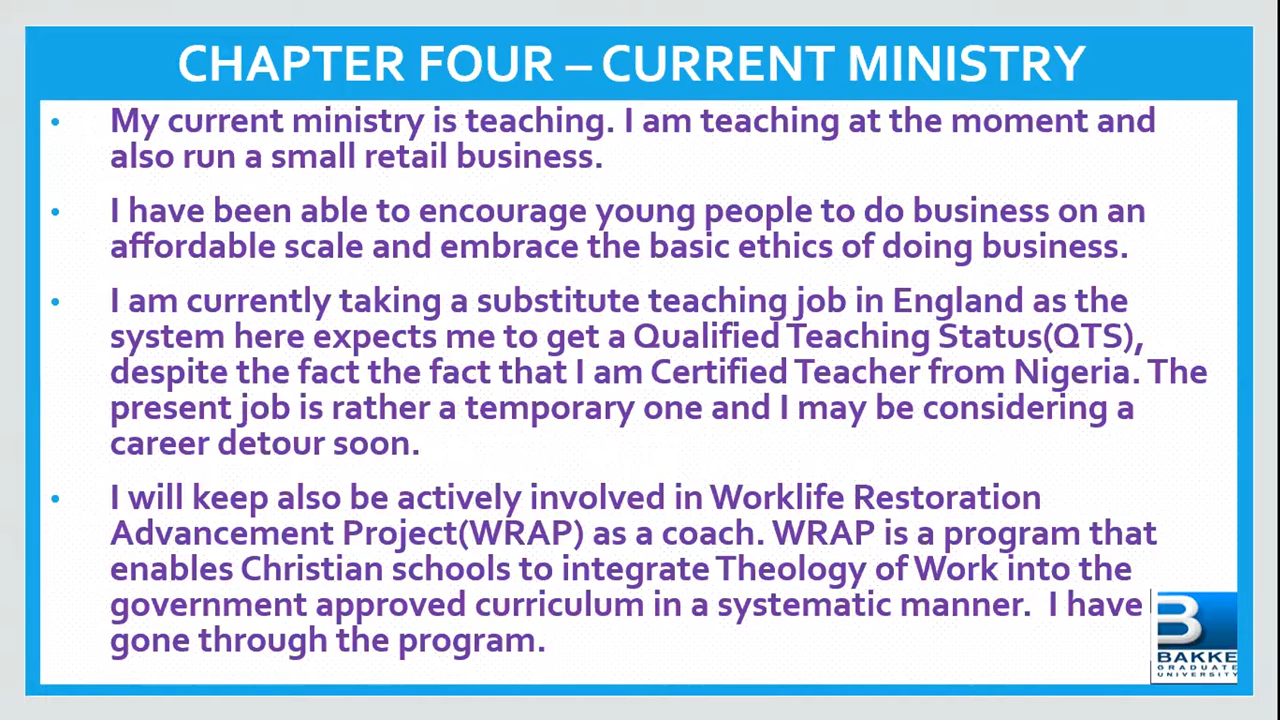 CHAPTER FOUR – CURRENT MINISTRY
• My current ministry is teaching. I am teaching at the moment and
also run a small retail business.
• I have been able to encourage young people to do business on an
affordable scale and embrace the basic ethics of doing business.
• I am currently taking a substitute teaching job in England as the
system here expects me to get a Qualified Teaching Status(QTS),
despite the fact the fact that I am Certified Teacher from Nigeria. The
present job is rather a temporary one and I may be considering a
career detour soon.
• I will keep also be actively involved in Worklife Restoration
Advancement Project(WRAP) as a coach. WRAP is a program that
enables Christian schools to integrate Theology of Work into the
government approved curriculum in a systematic manner.  I have
gone through the program.
B
BAKKE
GRADUATE
UNIVERSITY